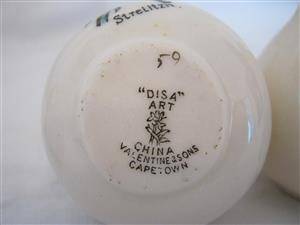 Strelitzia
59
"DISA"
ART
CHINA
VALENTINE & SONS
CAPETOWN